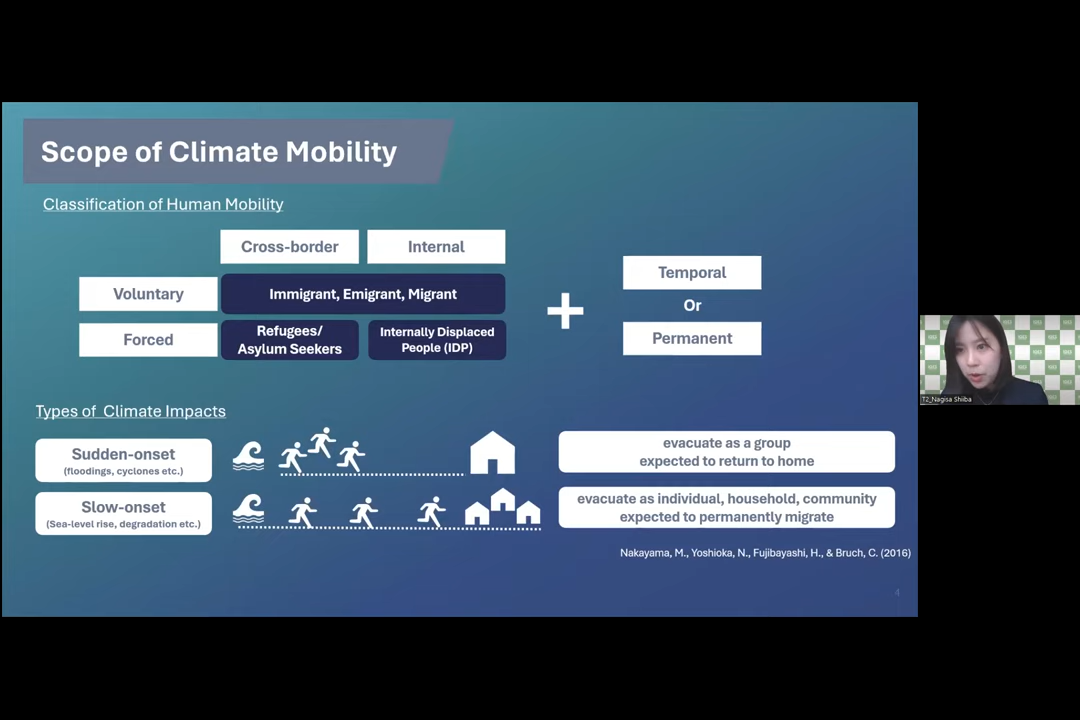 Scope of Climate Mobility
Classification of Human Mobility
Cross-border
Internal
Voluntary
Immigrant, Emigrant, Migrant
Forced
Refugees/
Asylum Seekers
Internally Displaced
People (IDP)
Temporal
Or
Permanent
Types of Climate Impacts
Sudden-onset
(floodings, cyclones etc.)
evacuate as a group
expected to return to home
Slow-onset
(Sea-level rise, degradation etc.)
evacuate as individual, household, community
expected to permanently migrate
Nakayama, M., Yoshioka, N., Fujibayashi, H., & Bruch, C. (2016)
4
T2_Nagisa Shiiba